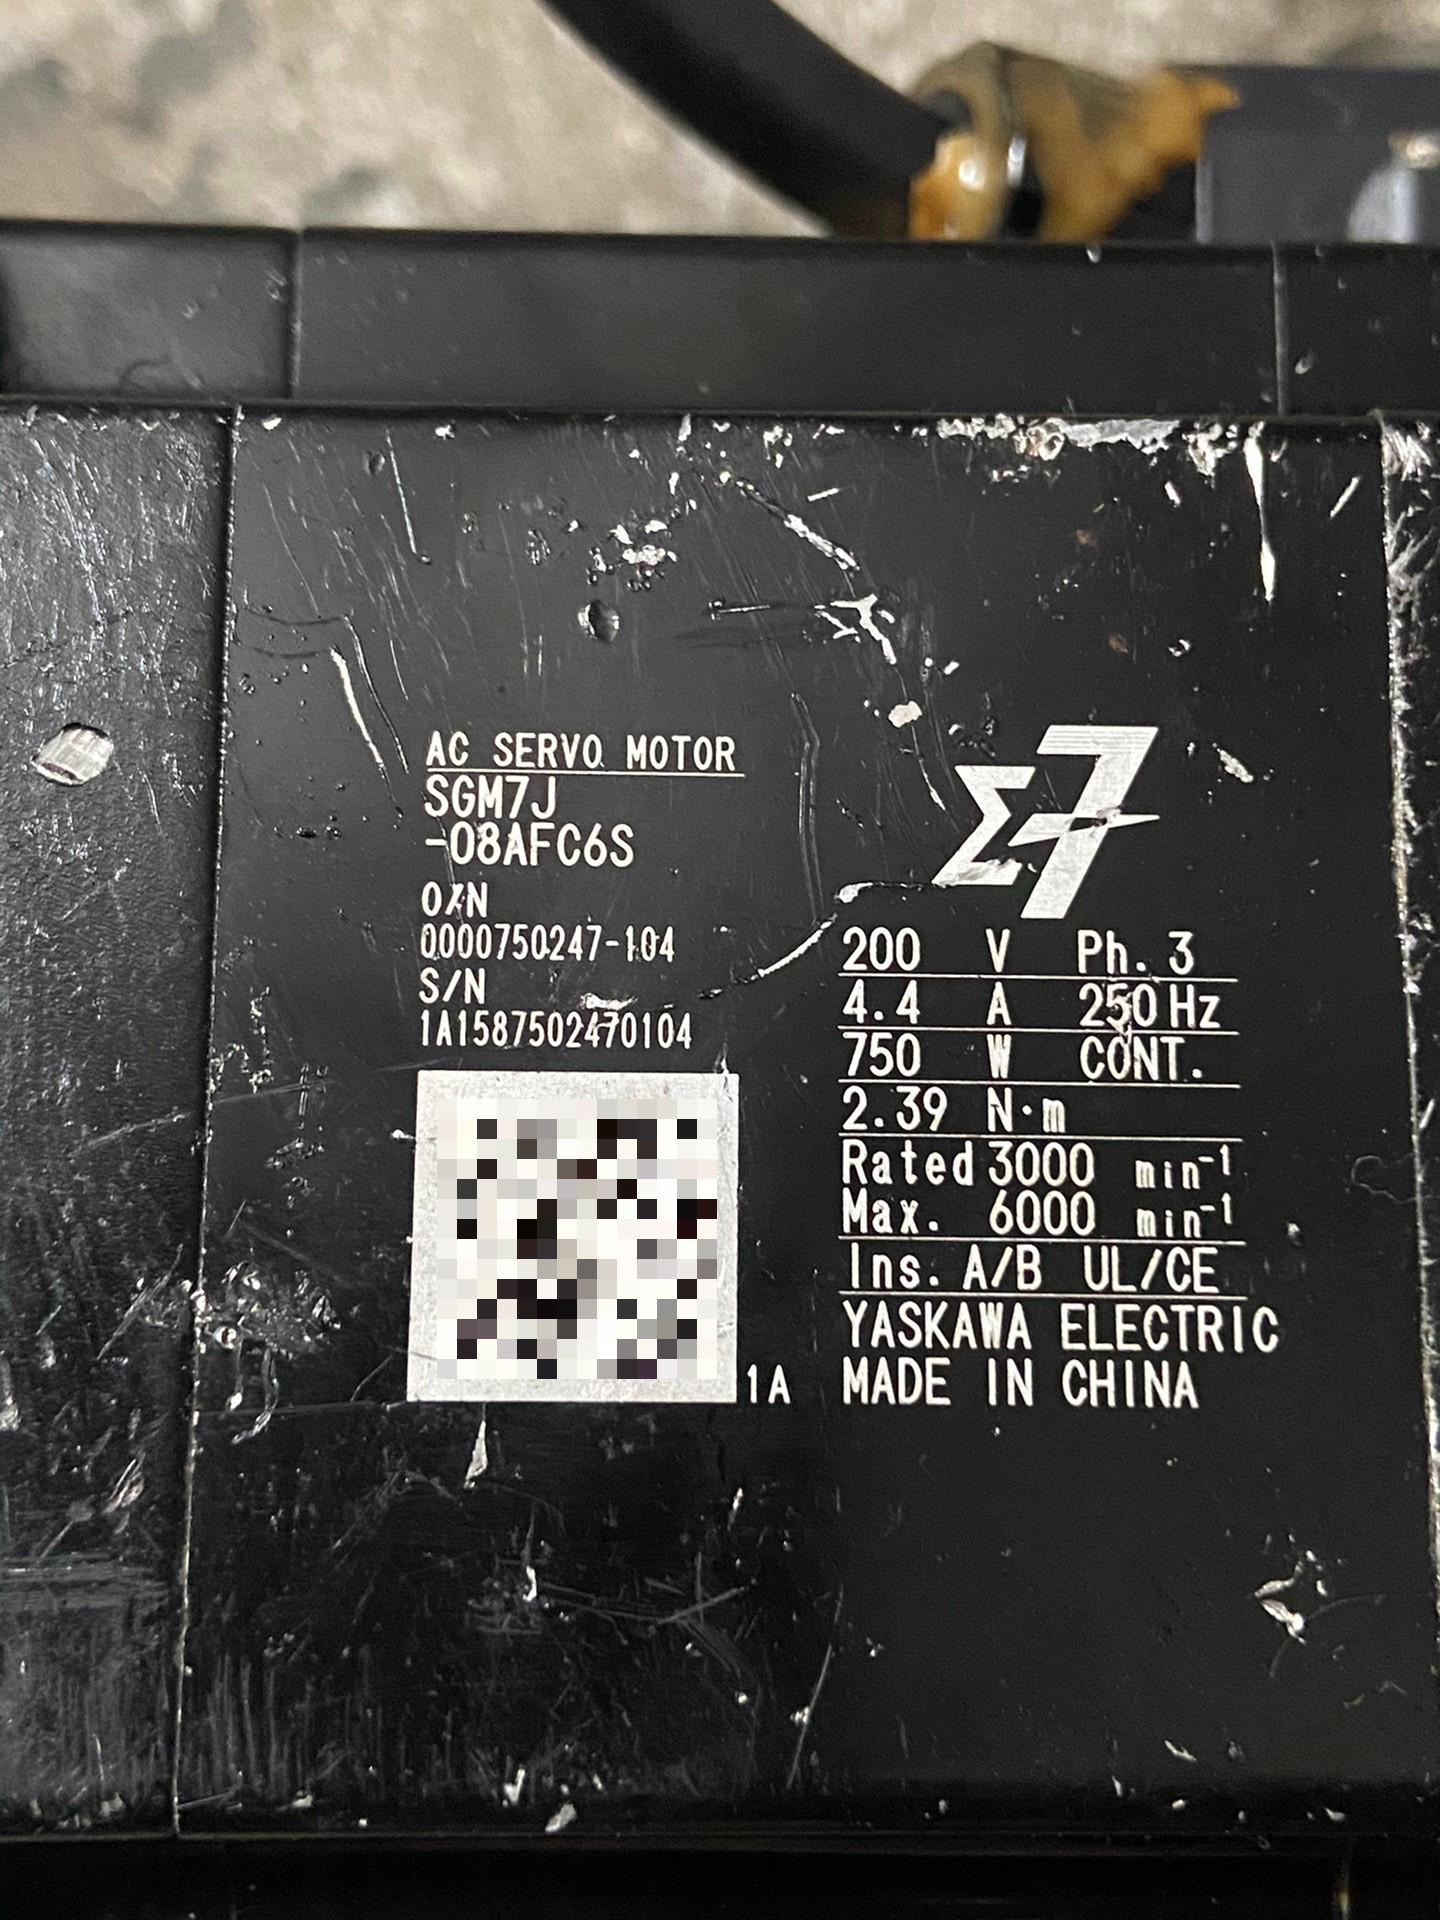 AC SERVO MOTOR
SGM7J
-08AFC6S
O/N
0000750247-104
S/N
1A1587502470104
1A
Σ7
200 V Ph. 3
4.4 A 250 Hz
750 W CONT.
2.39 N·m
Rated 3000 min⁻¹
Max. 6000 min⁻¹
Ins. A/B UL/CE
YASKAWA ELECTRIC
MADE IN CHINA